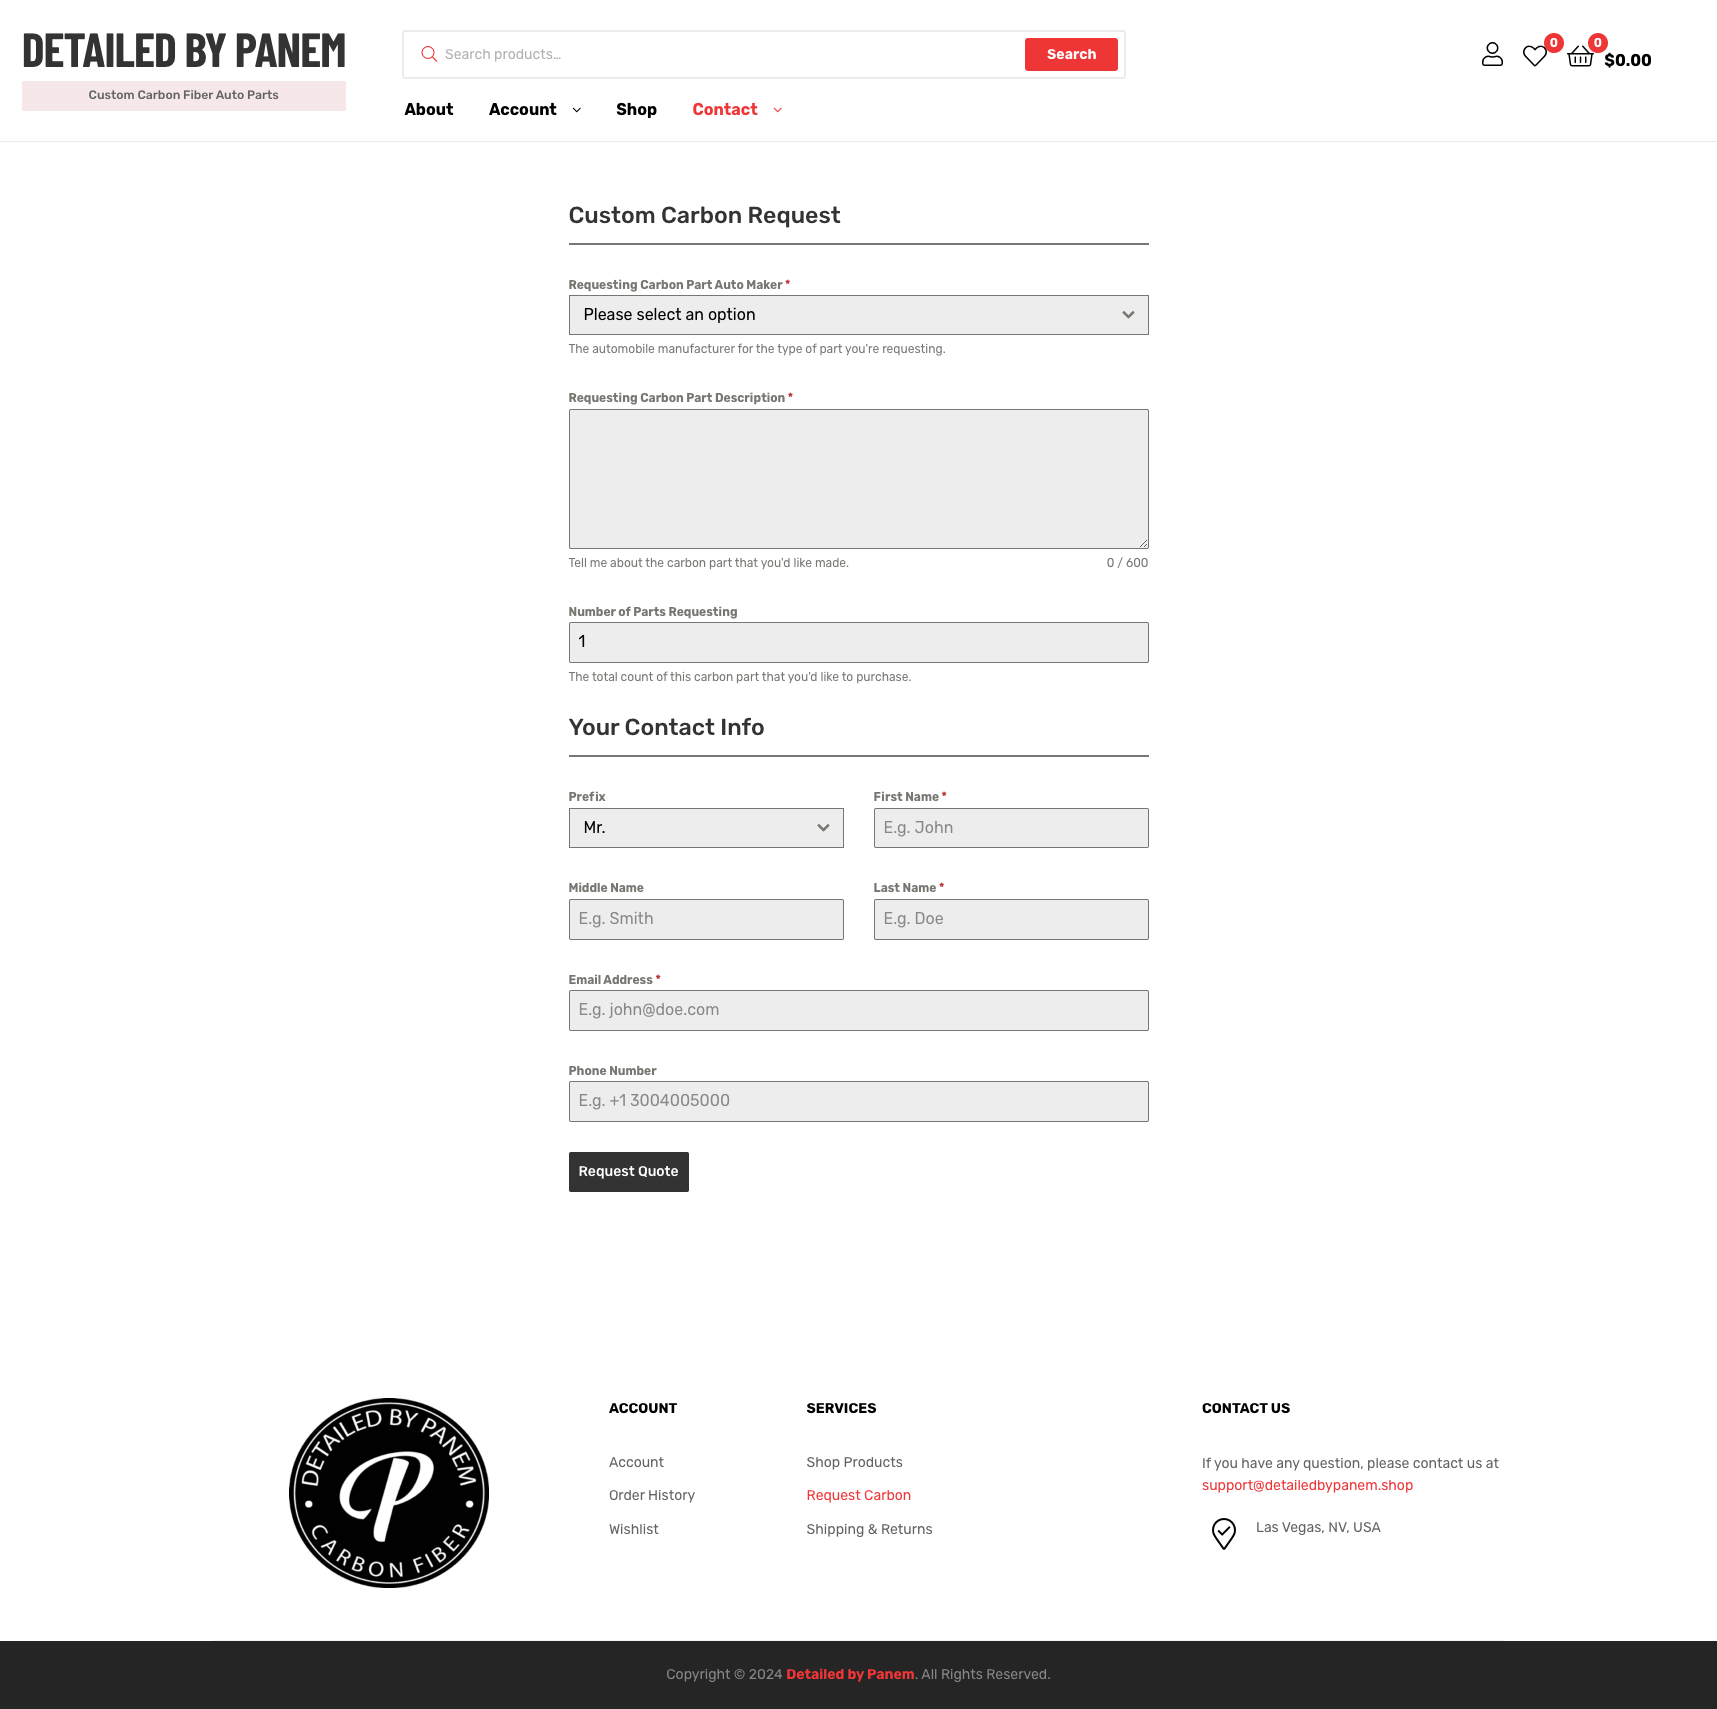 DETAILED BY PANEM
Custom Carbon Fiber Auto Parts
Search products…
Search
0
0
$0.00
About
Account
Shop
Contact
Custom Carbon Request
Requesting Carbon Part Auto Maker *
Please select an option
The automobile manufacturer for the type of part you're requesting.
Requesting Carbon Part Description *
Tell me about the carbon part that you'd like made.
0 / 600
Number of Parts Requesting
1
The total count of this carbon part that you'd like to purchase.
Your Contact Info
Prefix
First Name *
Mr.
E.g. John
Middle Name
Last Name *
E.g. Smith
E.g. Doe
Email Address *
E.g. john@doe.com
Phone Number
E.g. +1 3004005000
Request Quote
DETAILED BY PANEM
P
CARBON FIBER
ACCOUNT
Account
Order History
Wishlist
SERVICES
Shop Products
Request Carbon
Shipping & Returns
CONTACT US
If you have any question, please contact us at
support@detailedbypanem.shop
Las Vegas, NV, USA
Copyright © 2024 Detailed by Panem. All Rights Reserved.